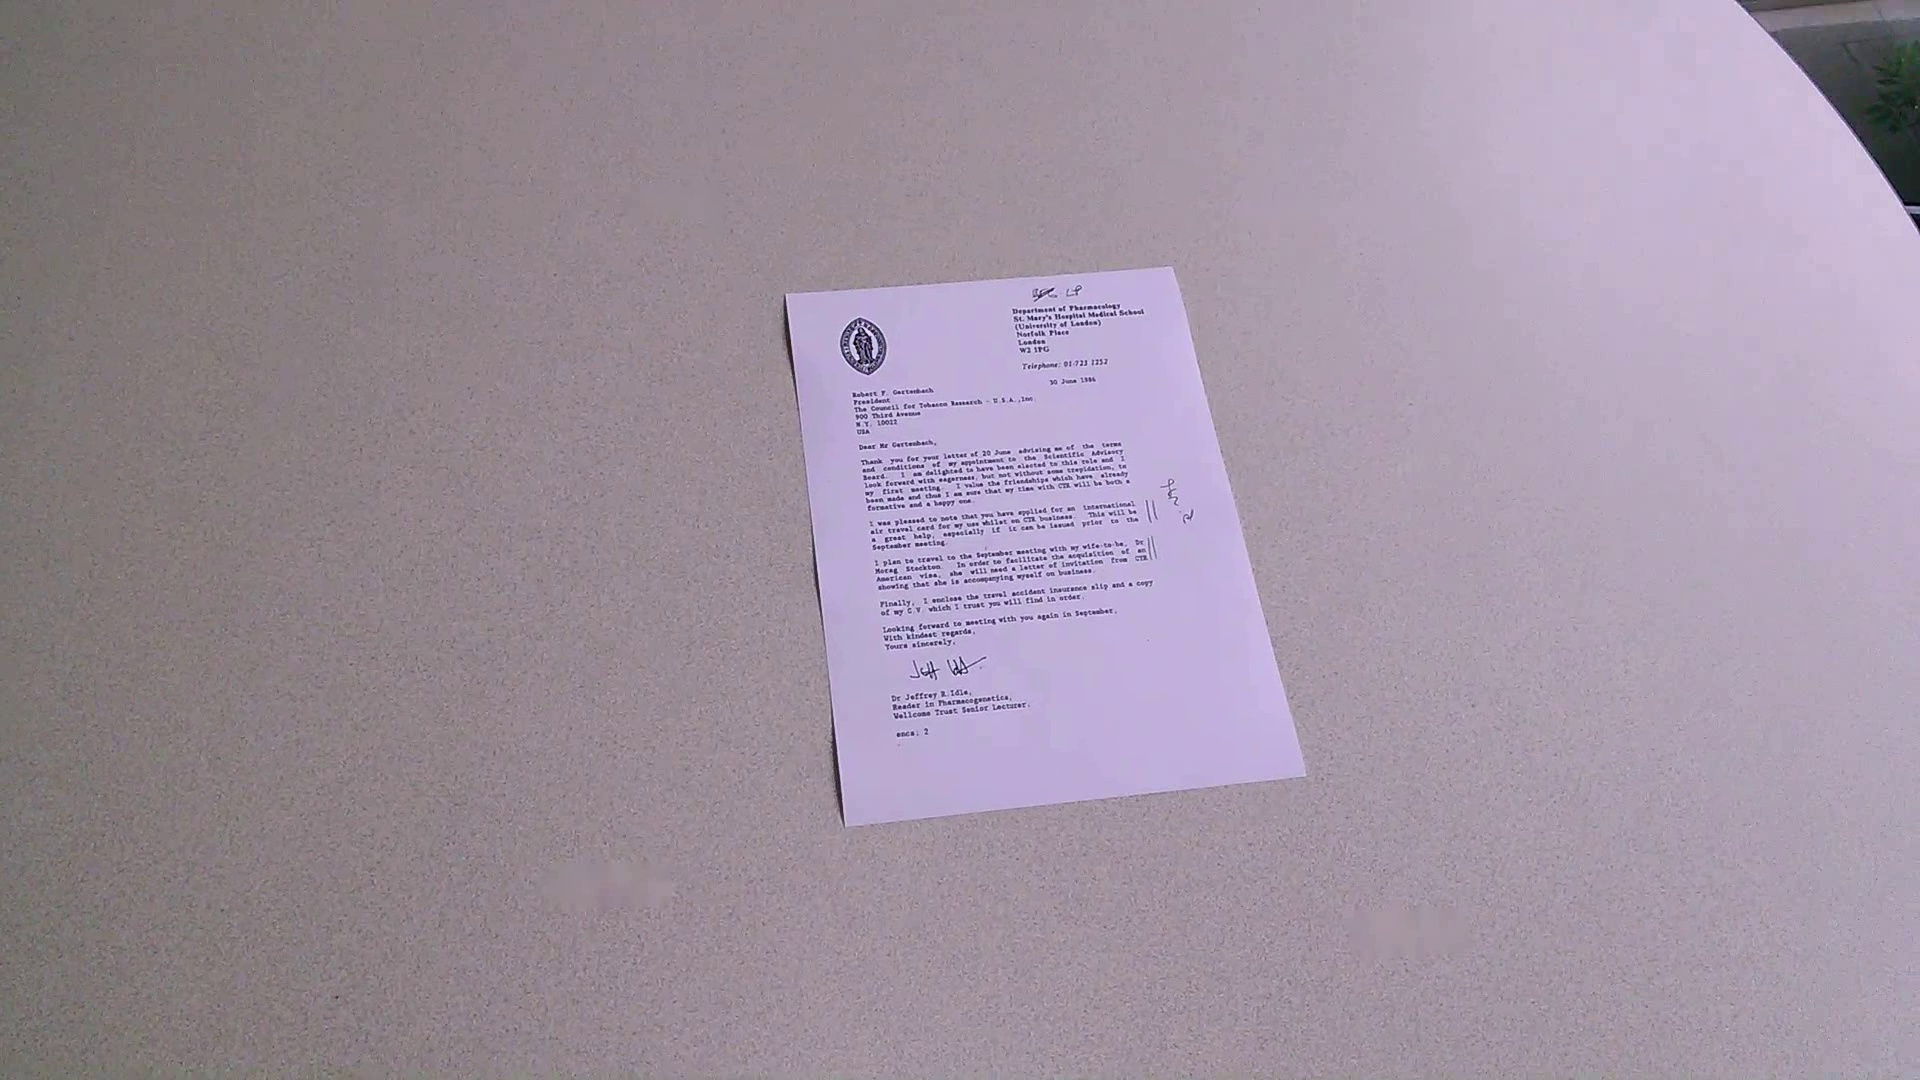 Department of Pharmacology
St. Mary's Hospital Medical School
(University of London)
Norfolk Place
London
W2 1PG
Telephone: 01-723 1252
30 June 1986
Robert F. Gertenbach
President
The Council for Tobacco Research - U.S.A.,Inc.
900 Third Avenue
N.Y. 10022
USA
Dear Mr Gertenbach,
Thank you for your letter of 20 June advising me of the terms
and conditions of my appointment to the Scientific Advisory
Board. I am delighted to have been elected to this role and I
look forward with eagerness, but not without some trepidation, to
my first meeting. I value the friendships which have already
been made and thus I am sure that my time with CTR will be both a
formative and a happy one.
I was pleased to note that you have applied for an international
air travel card for my use whilst on CTR business. This will be
a great help, especially if it can be issued prior to the
September meeting.
I plan to travel to the September meeting with my wife-to-be, Dr
Morag Stockton. In order to facilitate the acquisition of an
American visa, she will need a letter of invitation from CTR
showing that she is accompanying myself on business.
Finally, I enclose the travel accident insurance slip and a copy
of my C.V. which I trust you will find in order.
Looking forward to meeting with you again in September.
With kindest regards,
Yours sincerely,
Dr Jeffrey R.Idle,
Reader in Pharmacogenetics,
Wellcome Trust Senior Lecturer.
encs; 2